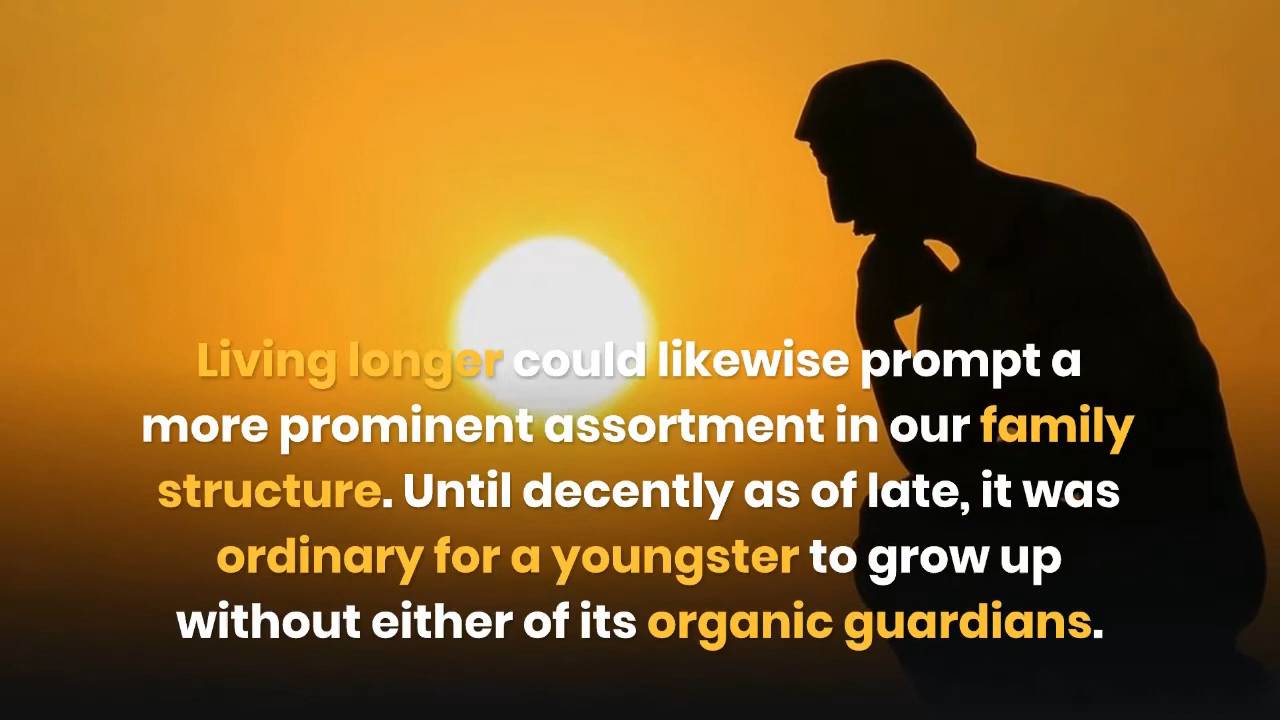 Living longer could likewise prompt a
more prominent assortment in our family
structure. Until decently as of late, it was
ordinary for a youngster to grow up
without either of its organic guardians.